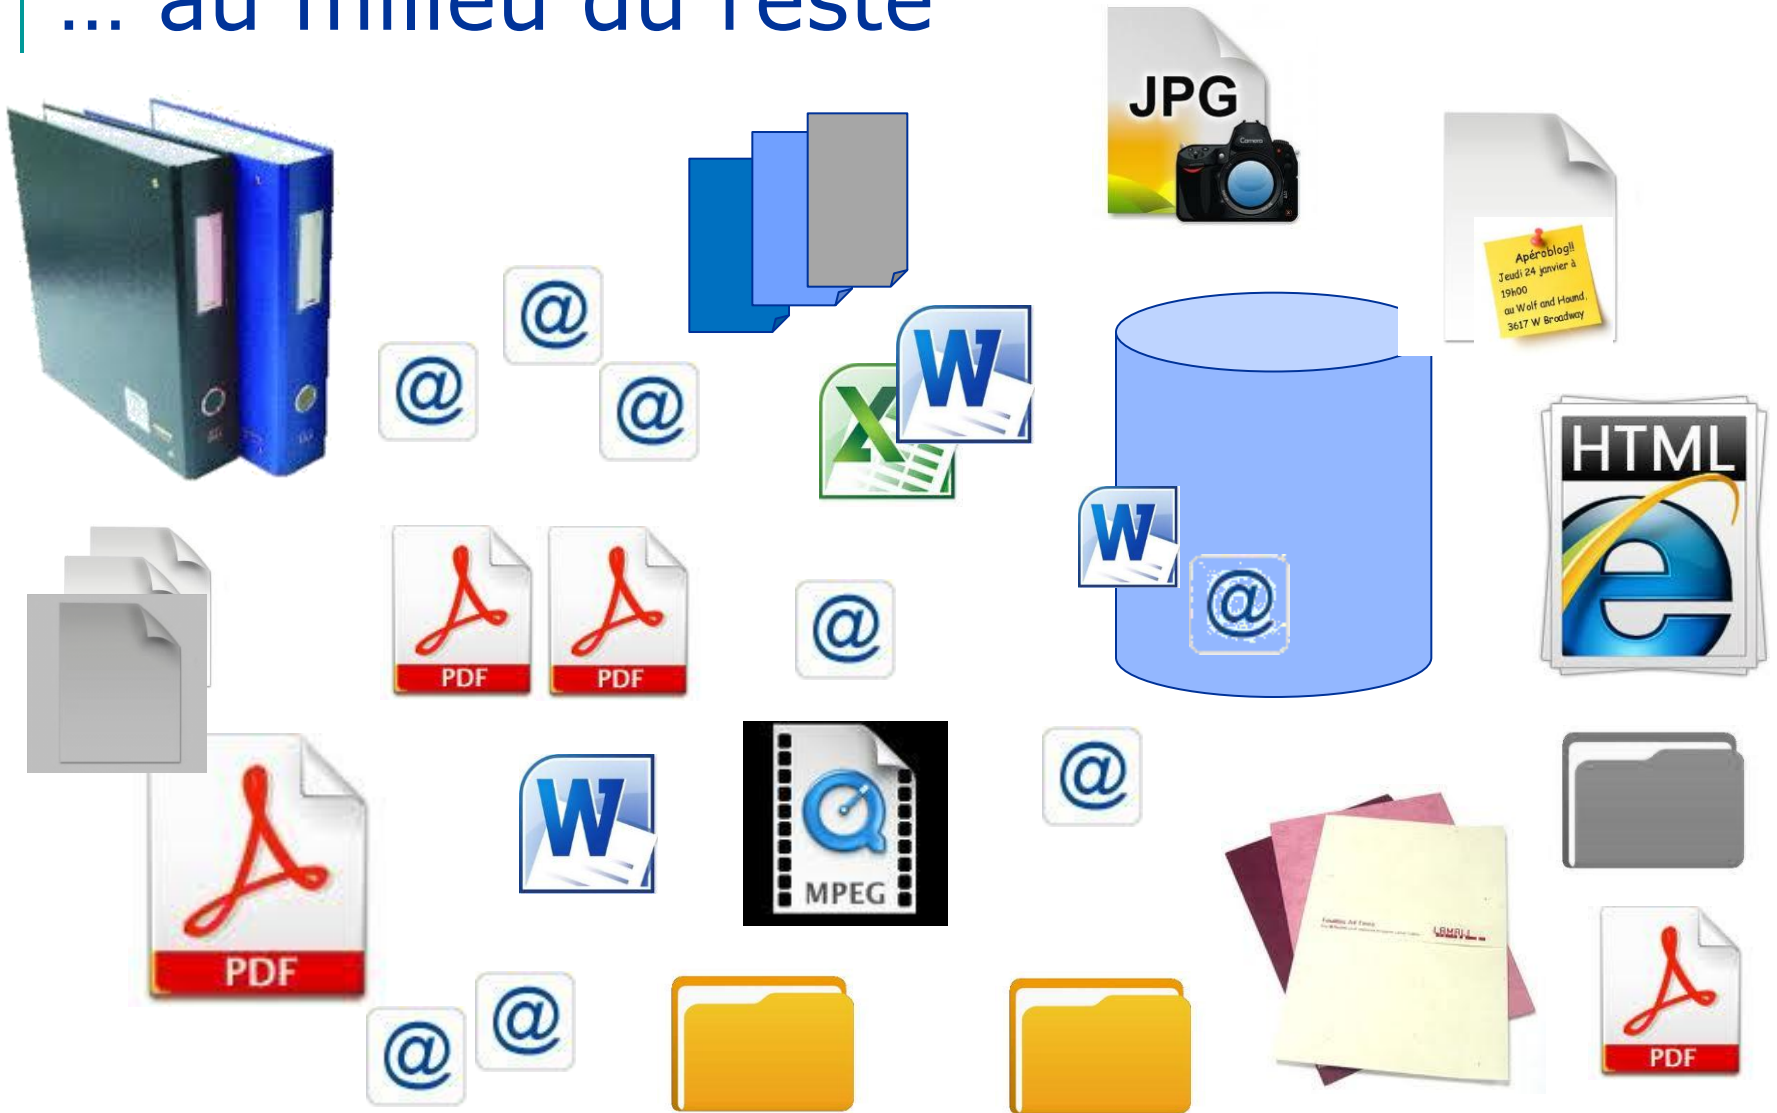 … au milieu du reste
JPG
Camera
Apéroblog!!
Jeudi 24 janvier à
19h00
au Wolf and Hound,
3617 W Broadway
@
@
@
X
W
HTML
e
W
@
PDF
PDF
@
PDF
W
MPEG
@
@
@
PDF